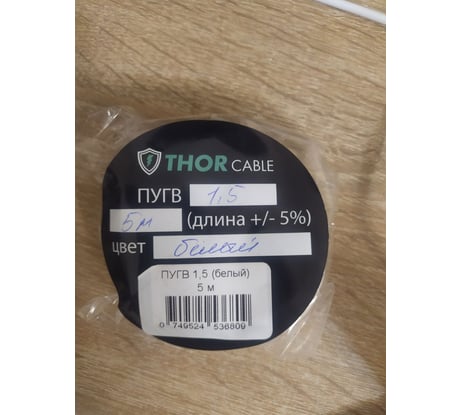 THOR CABLE
ПУГВ 1,5
5м (длина +/- 5%)
цвет белый
ПУГВ 1,5 (белый)
5 м
0 749524 536809